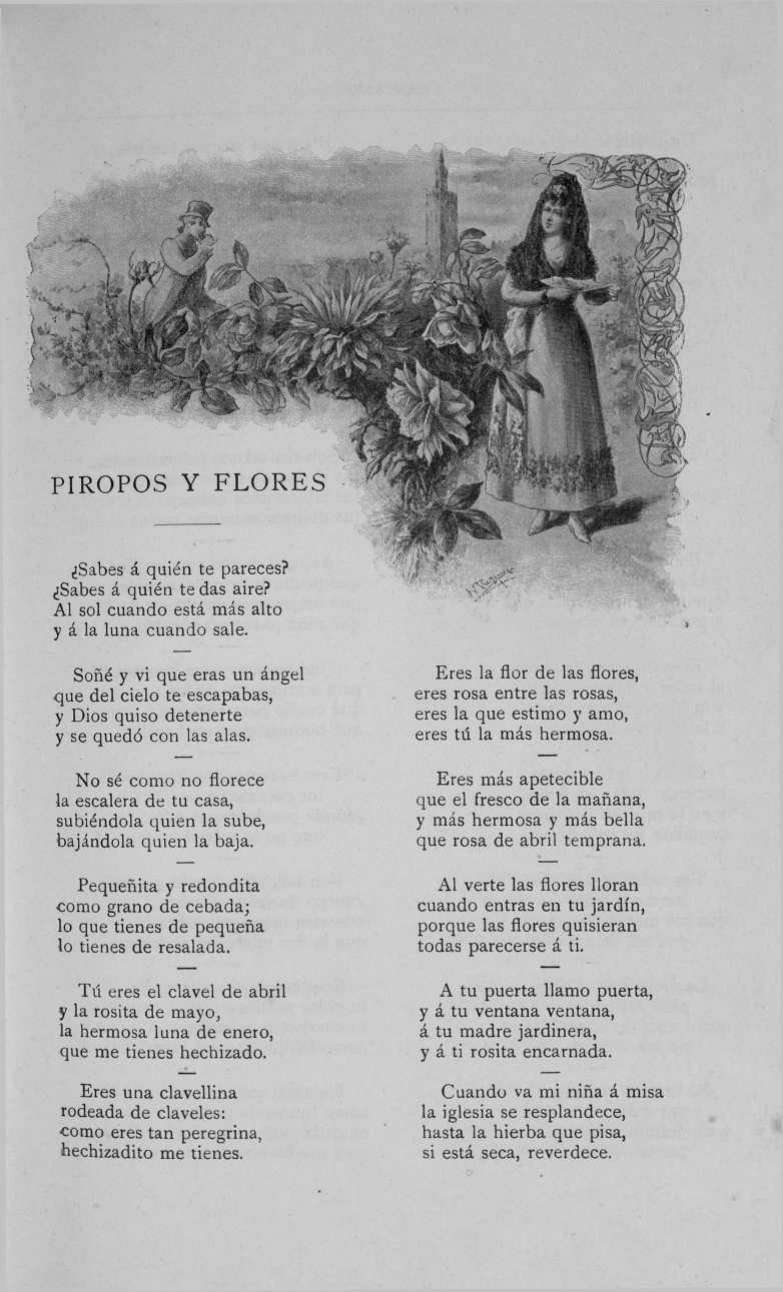 PIROPOS Y FLORES
¿Sabes á quién te pareces?
¿Sabes á quién te das aire?
Al sol cuando está más alto
y á la luna cuando sale.
Soñé y vi que eras un ángel
que del cielo te escapabas,
y Dios quiso detenerte
y se quedó con las alas.
No sé como no florece
la escalera de tu casa,
subiéndola quien la sube,
bajándola quien la baja.
Pequeñita y redondita
como grano de cebada;
lo que tienes de pequeña
lo tienes de resalada.
Tú eres el clavel de abril
y la rosita de mayo,
la hermosa luna de enero,
que me tienes hechizado.
Eres una clavellina
rodeada de claveles:
como eres tan peregrina,
hechizadito me tienes.
Eres la flor de las flores,
eres rosa entre las rosas,
eres la que estimo y amo,
eres tú la más hermosa.
Eres más apetecible
que el fresco de la mañana,
y más hermosa y más bella
que rosa de abril temprana.
Al verte las flores lloran
cuando entras en tu jardín,
porque las flores quisieran
todas parecerse á ti.
A tu puerta llamo puerta,
y á tu ventana ventana,
á tu madre jardinera,
y á ti rosita encarnada.
Cuando va mi niña á misa
la iglesia se resplandece,
hasta la hierba que pisa,
si está seca, reverdece.